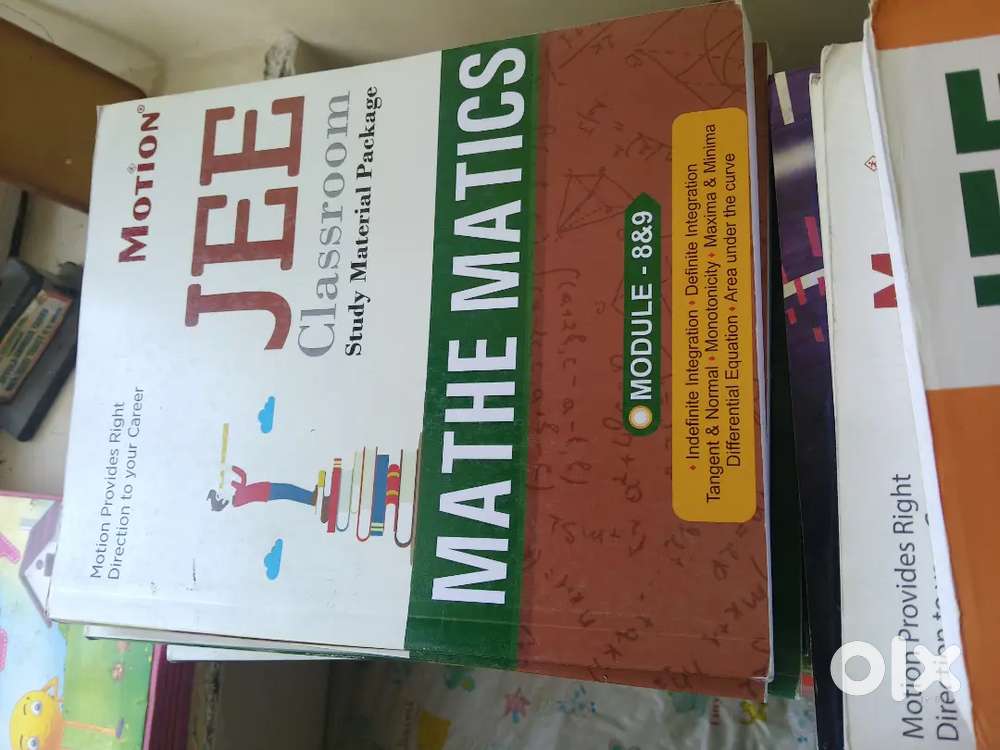 MOTION®
JEE
Classroom
Study Material Package
Motion Provides Right
Direction to your Career
MATHE MATICS
MODULE - 8&9
• Indefinite Integration • Definite Integration
Tangent & Normal • Monotonicity • Maxima & Minima
Differential Equation • Area under the curve
Motion Provides Right
olx